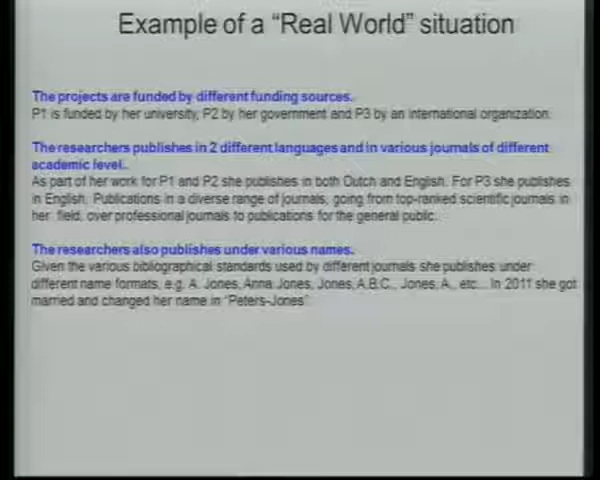 Example of a “Real World” situation
The projects are funded by different funding sources.
P1 is funded by her university, P2 by her government and P3 by an international organization.
The researchers publishes in 2 different languages and in various journals of different
academic level..
As part of her work for P1 and P2 she publishes in both Dutch and English. For P3 she publishes
in English. Publications in a diverse range of journals, going from top-ranked scientific journals in
her field, over professional journals to publications for the general public.
The researchers also publishes under various names.
Given the various bibliographical standards used by different journals she publishes under
different name formats, e.g. A. Jones, Anna Jones, Jones, A.B.C., Jones, A., etc... In 2011 she got
married and changed her name in “Peters-Jones”